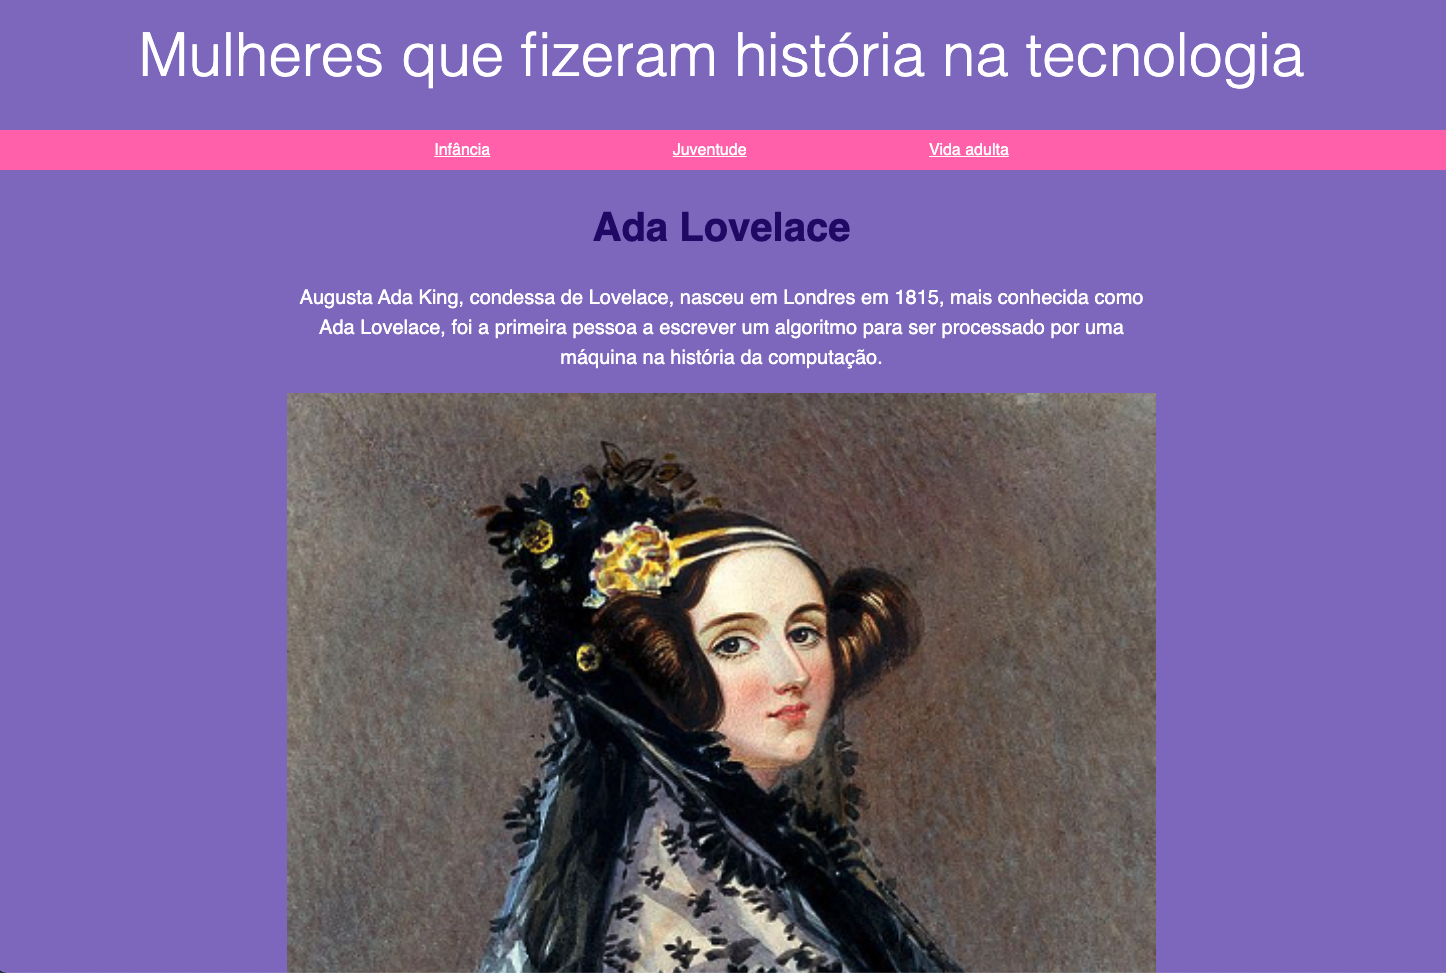 Mulheres que fizeram história na tecnologia
Infância
Juventude
Vida adulta
Ada Lovelace
Augusta Ada King, condessa de Lovelace, nasceu em Londres em 1815, mais conhecida como
Ada Lovelace, foi a primeira pessoa a escrever um algoritmo para ser processado por uma
máquina na história da computação.